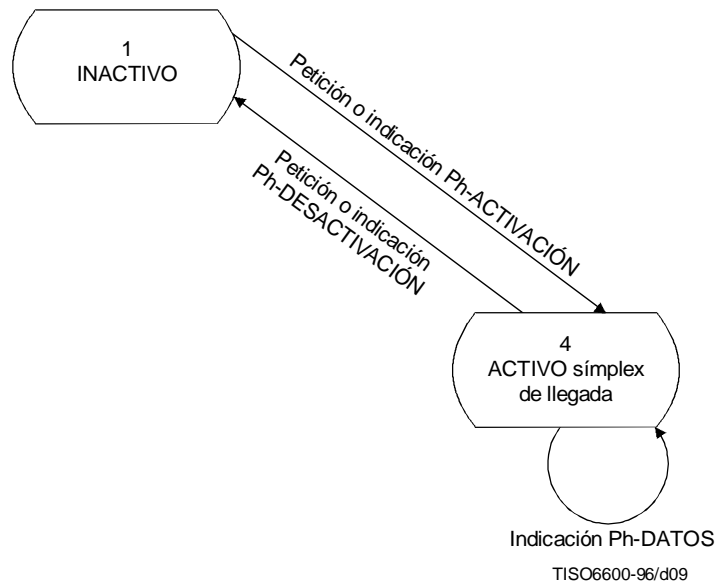 1
INACTIVO
Petición o indicación Ph-ACTIVACIÓN
Petición o indicación
Ph-DESACTIVACIÓN
4
ACTIVO símplex
de llegada
Indicación Ph-DATOS
TISO6600-96/d09